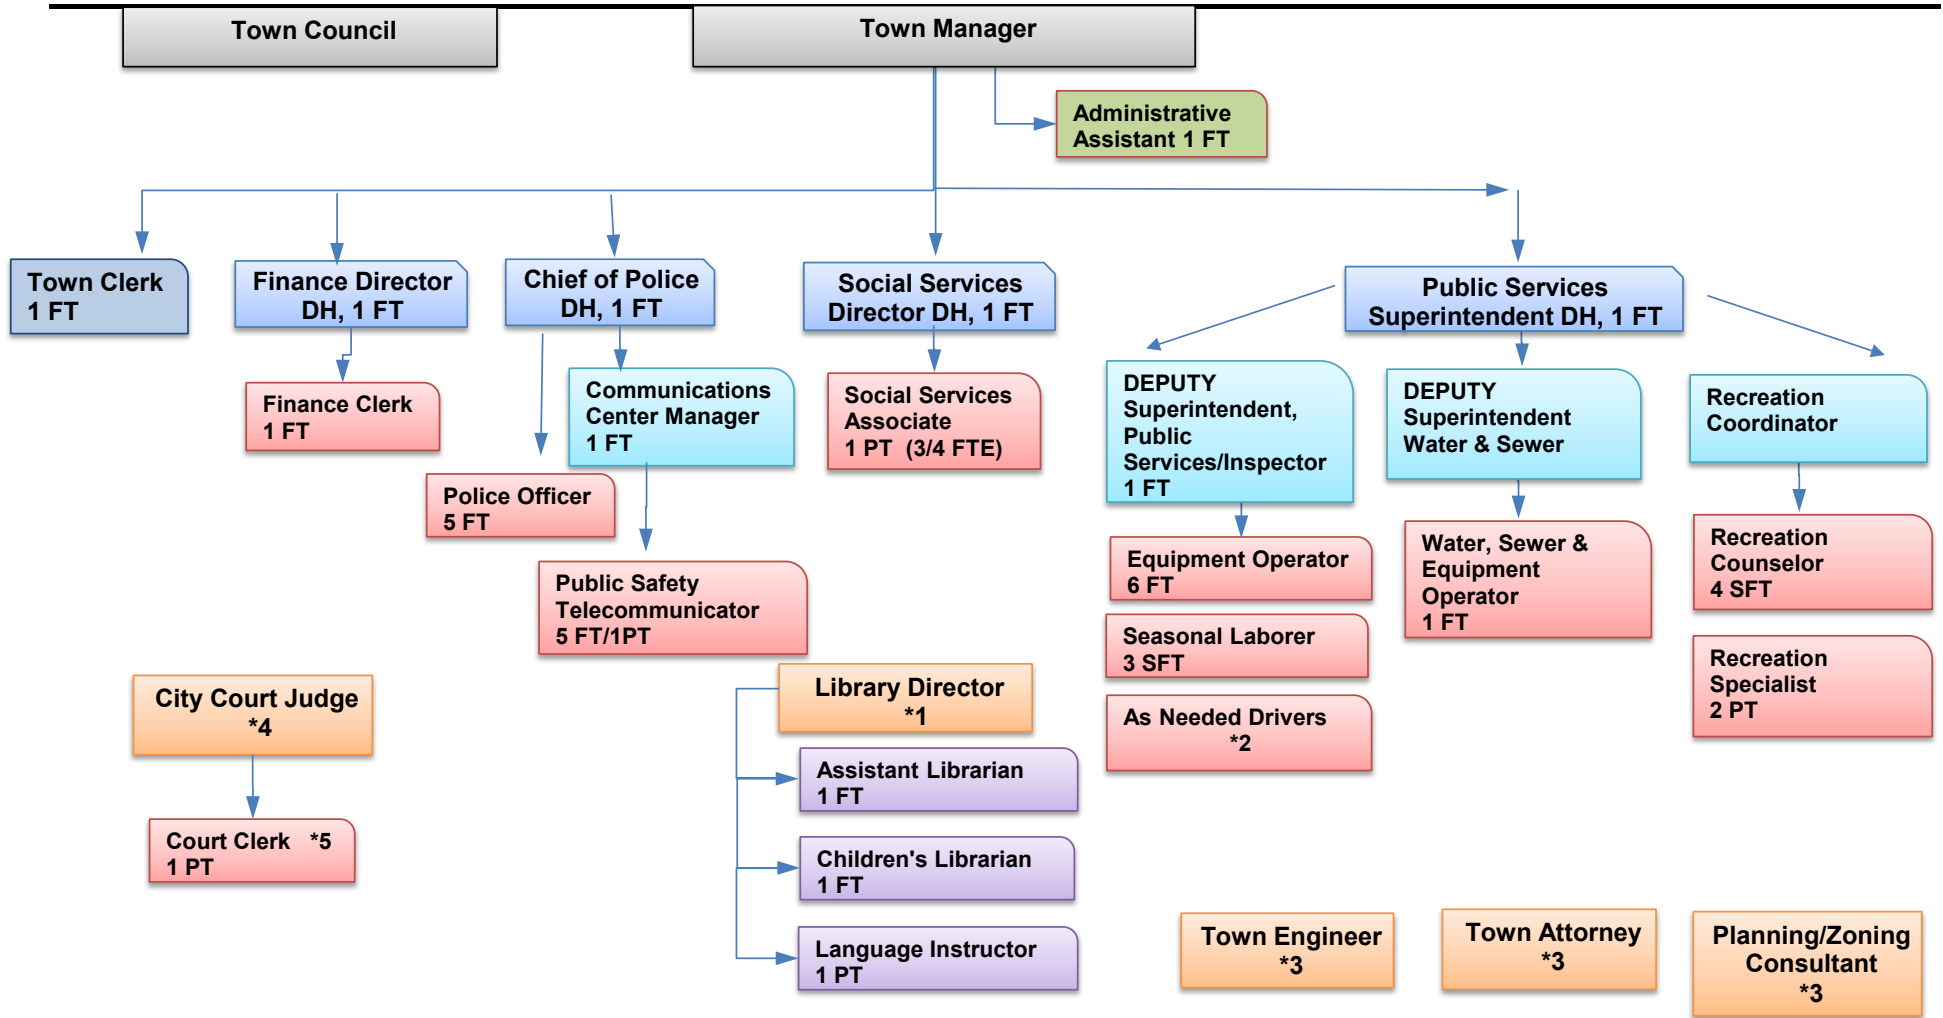 Town Council
Town Manager
Administrative
Assistant 1 FT
Town Clerk
1 FT
Finance Director
DH, 1 FT
Chief of Police
DH, 1 FT
Social Services
Director DH, 1 FT
Public Services
Superintendent DH, 1 FT
Finance Clerk
1 FT
Communications
Center Manager
1 FT
Social Services
Associate
1 PT (3/4 FTE)
DEPUTY
Superintendent,
Public
Services/Inspector
1 FT
DEPUTY
Superintendent
Water & Sewer
Recreation
Coordinator
Police Officer
5 FT
Public Safety
Telecommunicator
5 FT/1PT
Equipment Operator
6 FT
Water, Sewer &
Equipment
Operator
1 FT
Recreation
Counselor
4 SFT
Seasonal Laborer
3 SFT
Recreation
Specialist
2 PT
As Needed Drivers
*2
City Court Judge
*4
Court Clerk *5
1 PT
Library Director
*1
Assistant Librarian
1 FT
Children's Librarian
1 FT
Language Instructor
1 PT
Town Engineer
*3
Town Attorney
*3
Planning/Zoning
Consultant
*3